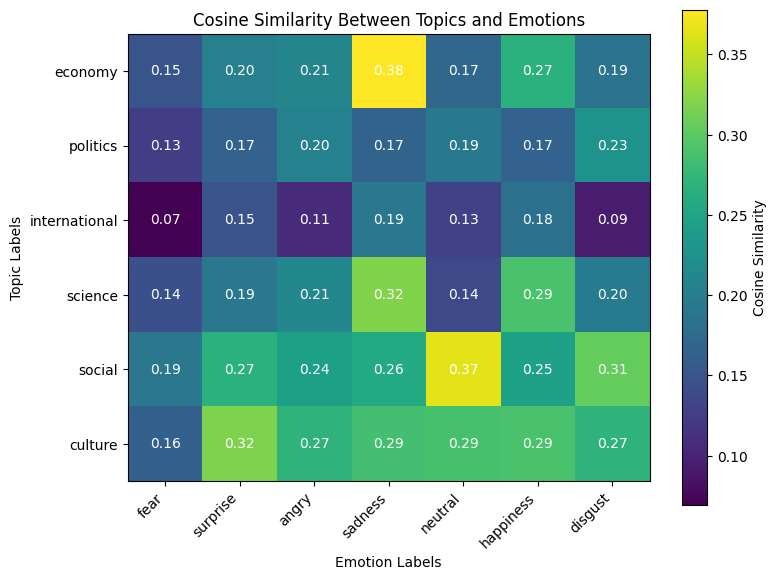 Cosine Similarity Between Topics and Emotions
economy 0.15 0.20 0.21 0.38 0.17 0.27 0.19
politics 0.13 0.17 0.20 0.17 0.19 0.17 0.23
international 0.07 0.15 0.11 0.19 0.13 0.18 0.09
science 0.14 0.19 0.21 0.32 0.14 0.29 0.20
social 0.19 0.27 0.24 0.26 0.37 0.25 0.31
culture 0.16 0.32 0.27 0.29 0.29 0.29 0.27
fear surprise angry sadness neutral happiness disgust
Emotion Labels
Topic Labels
0.35
0.30
0.25
0.20
0.15
0.10
Cosine Similarity